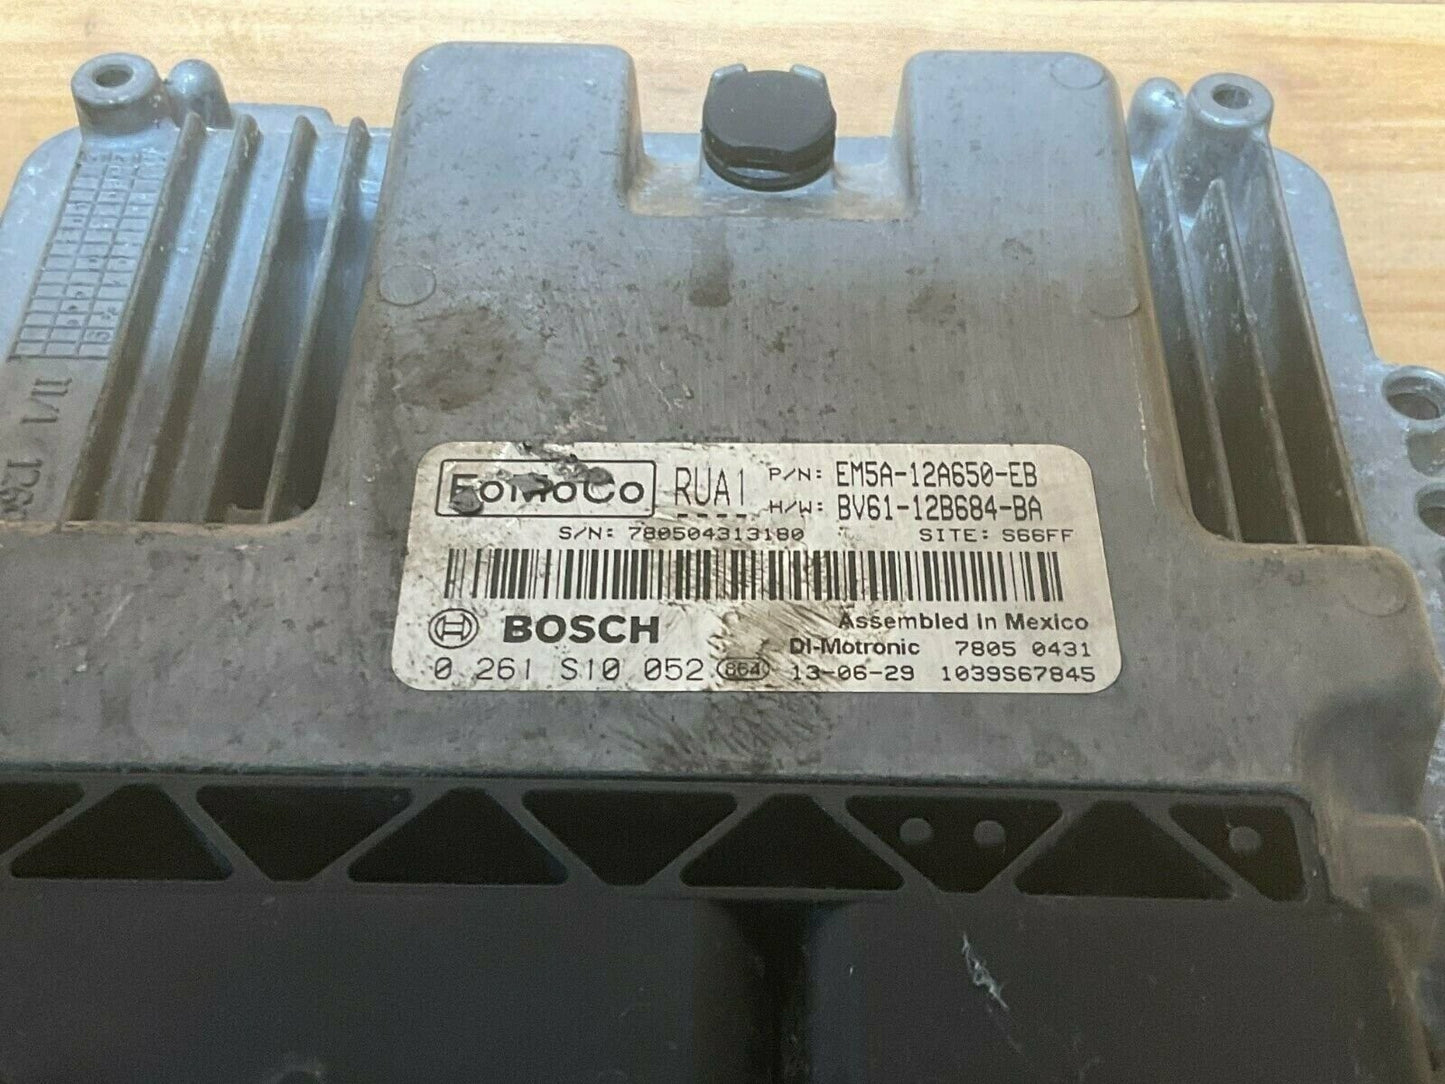 FoMoCo RUA1 P/N: EM5A-12A650-EB
H/W: BV61-12B684-BA
S/N: 780504313180 SITE: S66FF
BOSCH
Assembled in Mexico
DI-Motronic 7805 0431
0 261 S10 052 864 13-06-29 1039S67845